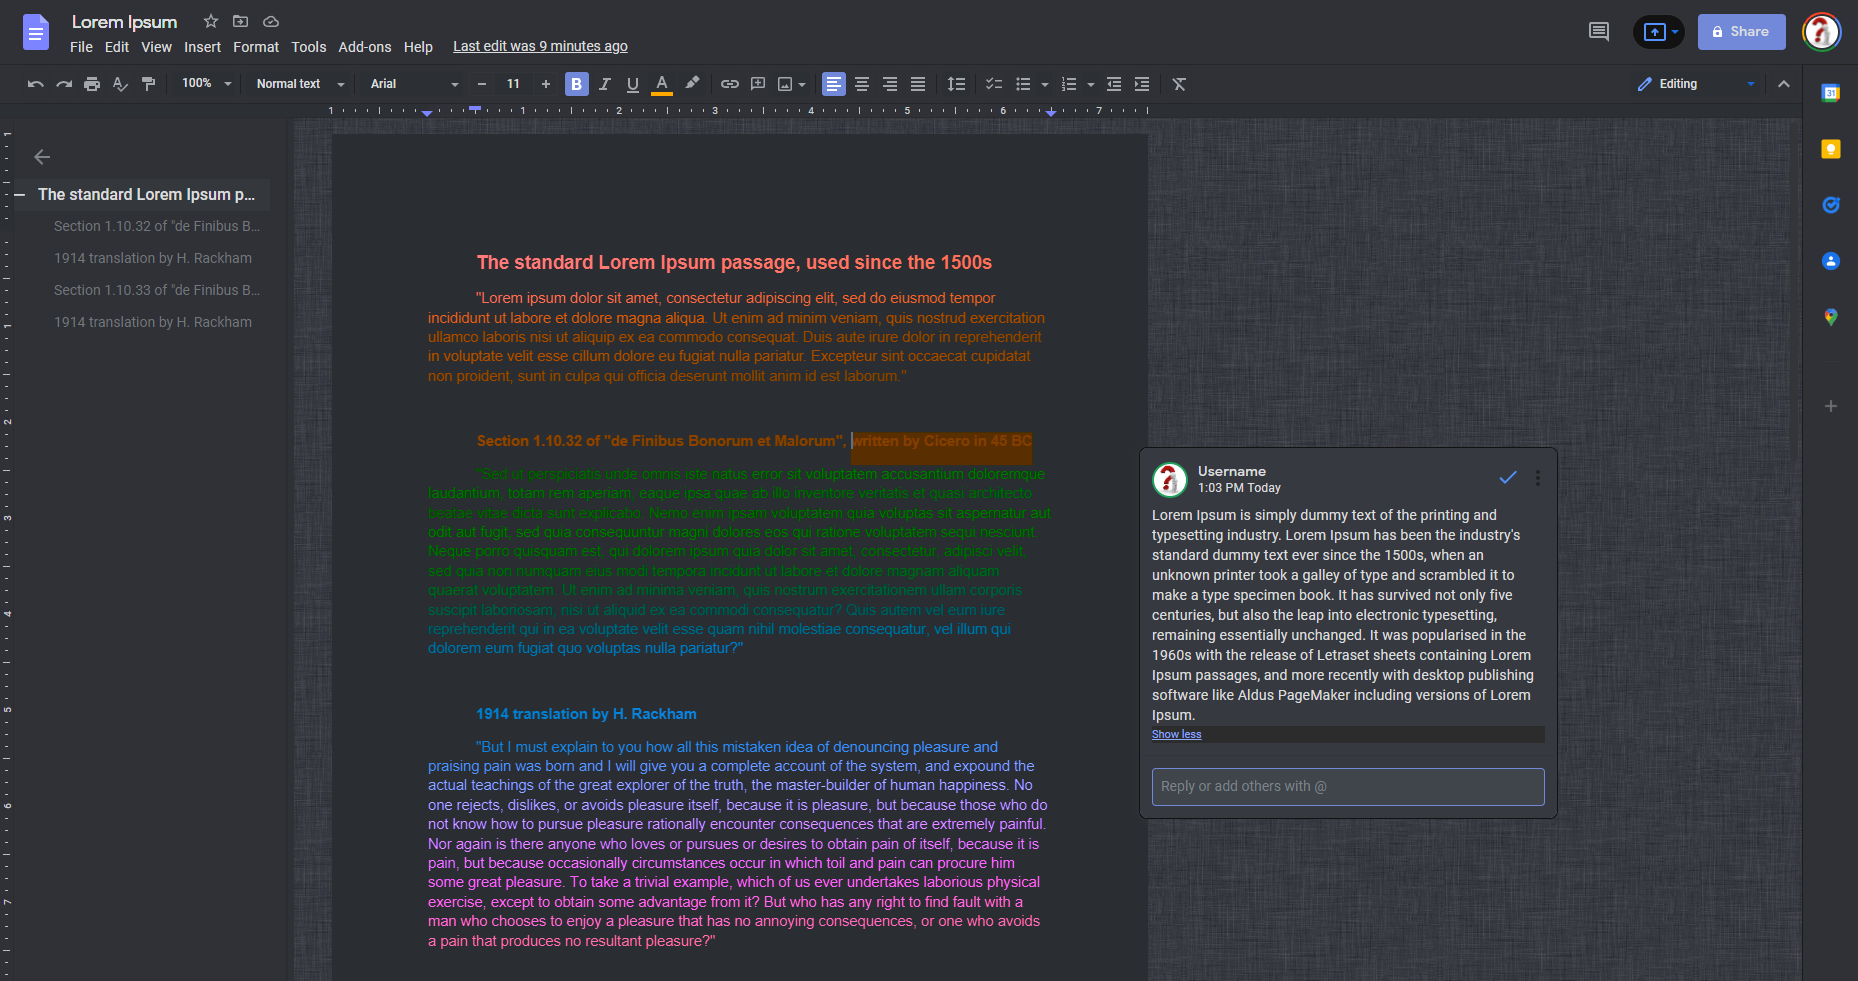 Lorem Ipsum
File Edit View Insert Format Tools Add-ons Help Last edit was 9 minutes ago
Share
100% Normal text Arial 11 Editing
1 1 2 3 4 5 6 7
31
1 1 2 3 4 5 6 7
The standard Lorem Ipsum p...
Section 1.10.32 of "de Finibus B...
1914 translation by H. Rackham
Section 1.10.33 of "de Finibus B...
1914 translation by H. Rackham
The standard Lorem Ipsum passage, used since the 1500s
"Lorem ipsum dolor sit amet, consectetur adipiscing elit, sed do eiusmod tempor
incididunt ut labore et dolore magna aliqua. Ut enim ad minim veniam, quis nostrud exercitation
ullamco laboris nisi ut aliquip ex ea commodo consequat. Duis aute irure dolor in reprehenderit
in voluptate velit esse cillum dolore eu fugiat nulla pariatur. Excepteur sint occaecat cupidatat
non proident, sunt in culpa qui officia deserunt mollit anim id est laborum."
Section 1.10.32 of "de Finibus Bonorum et Malorum", written by Cicero in 45 BC
"Sed ut perspiciatis unde omnis iste natus error sit voluptatem accusantium doloremque
laudantium, totam rem aperiam, eaque ipsa quae ab illo inventore veritatis et quasi architecto
beatae vitae dicta sunt explicabo. Nemo enim ipsam voluptatem quia voluptas sit aspernatur aut
odit aut fugit, sed quia consequuntur magni dolores eos qui ratione voluptatem sequi nesciunt.
Neque porro quisquam est, qui dolorem ipsum quia dolor sit amet, consectetur, adipisci velit,
sed quia non numquam eius modi tempora incidunt ut labore et dolore magnam aliquam
quaerat voluptatem. Ut enim ad minima veniam, quis nostrum exercitationem ullam corporis
suscipit laboriosam, nisi ut aliquid ex ea commodi consequatur? Quis autem vel eum iure
reprehenderit qui in ea voluptate velit esse quam nihil molestiae consequatur, vel illum qui
dolorem eum fugiat quo voluptas nulla pariatur?"
1914 translation by H. Rackham
"But I must explain to you how all this mistaken idea of denouncing pleasure and
praising pain was born and I will give you a complete account of the system, and expound the
actual teachings of the great explorer of the truth, the master-builder of human happiness. No
one rejects, dislikes, or avoids pleasure itself, because it is pleasure, but because those who do
not know how to pursue pleasure rationally encounter consequences that are extremely painful.
Nor again is there anyone who loves or pursues or desires to obtain pain of itself, because it is
pain, but because occasionally circumstances occur in which toil and pain can procure him
some great pleasure. To take a trivial example, which of us ever undertakes laborious physical
exercise, except to obtain some advantage from it? But who has any right to find fault with a
man who chooses to enjoy a pleasure that has no annoying consequences, or one who avoids
a pain that produces no resultant pleasure?"
Username
1:03 PM Today
Lorem Ipsum is simply dummy text of the printing and
typesetting industry. Lorem Ipsum has been the industry's
standard dummy text ever since the 1500s, when an
unknown printer took a galley of type and scrambled it to
make a type specimen book. It has survived not only five
centuries, but also the leap into electronic typesetting,
remaining essentially unchanged. It was popularised in the
1960s with the release of Letraset sheets containing Lorem
Ipsum passages, and more recently with desktop publishing
software like Aldus PageMaker including versions of Lorem
Ipsum.
Show less
Reply or add others with @